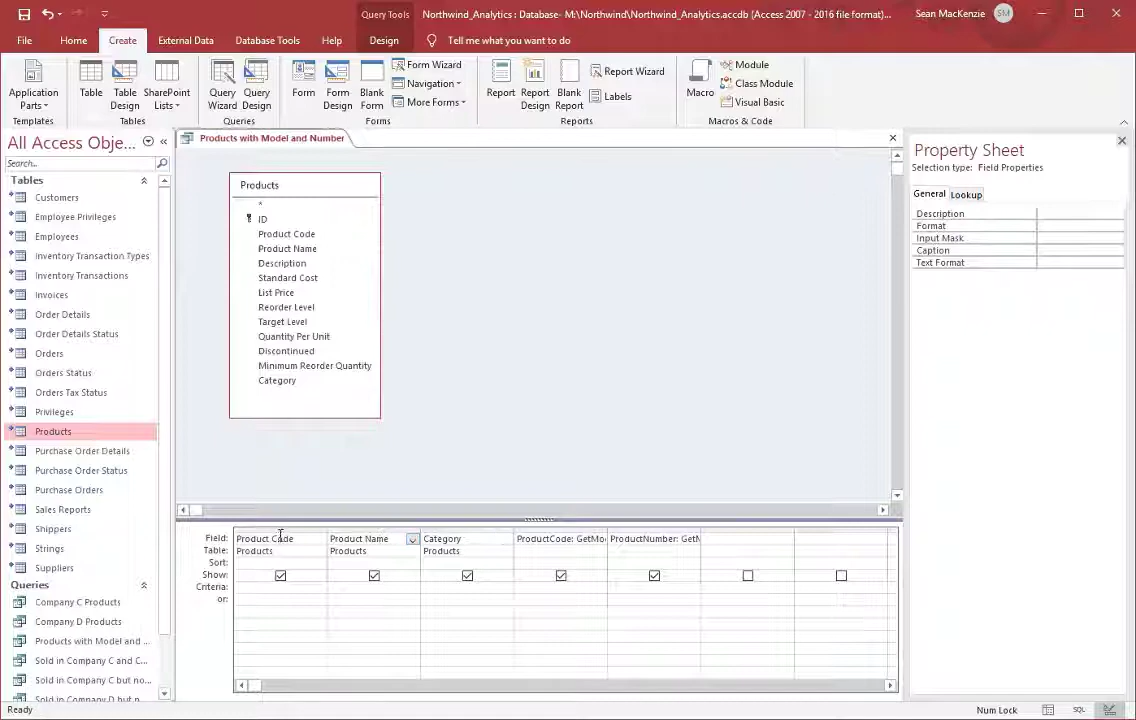 Query Tools
Northwind_Analytics : Database- M:\Northwind\Northwind_Analytics.accdb (Access 2007 - 2016 file format)...
Sean MacKenzie
SM
File
Home
Create
External Data
Database Tools
Help
Design
Tell me what you want to do
Application Parts
Table
Table Design
SharePoint Lists
Query Wizard
Query Design
Form
Form Design
Blank Form
Form Wizard
Navigation
More Forms
Report
Report Design
Blank Report
Report Wizard
Labels
Macro
Module
Class Module
Visual Basic
Templates
Tables
Queries
Forms
Reports
Macros & Code
All Access Obje...
Search...
Tables
Customers
Employee Privileges
Employees
Inventory Transaction Types
Inventory Transactions
Invoices
Order Details
Order Details Status
Orders
Orders Status
Orders Tax Status
Privileges
Products
Purchase Order Details
Purchase Order Status
Purchase Orders
Sales Reports
Shippers
Strings
Suppliers
Queries
Company C Products
Company D Products
Products with Model and ...
Sold in Company C and C...
Sold in Company C but no...
Sold in Company D but n
Products with Model and Number
Products
*
ID
Product Code
Product Name
Description
Standard Cost
List Price
Reorder Level
Target Level
Quantity Per Unit
Discontinued
Minimum Reorder Quantity
Category
Field: Product Code Product Name Category ProductCode: GetMo ProductNumber: GetM
Table: Products Products Products
Sort:
Show:
Criteria:
or:
Property Sheet
Selection type: Field Properties
General Lookup
Description
Format
Input Mask
Caption
Text Format
Ready
Num Lock
SQL